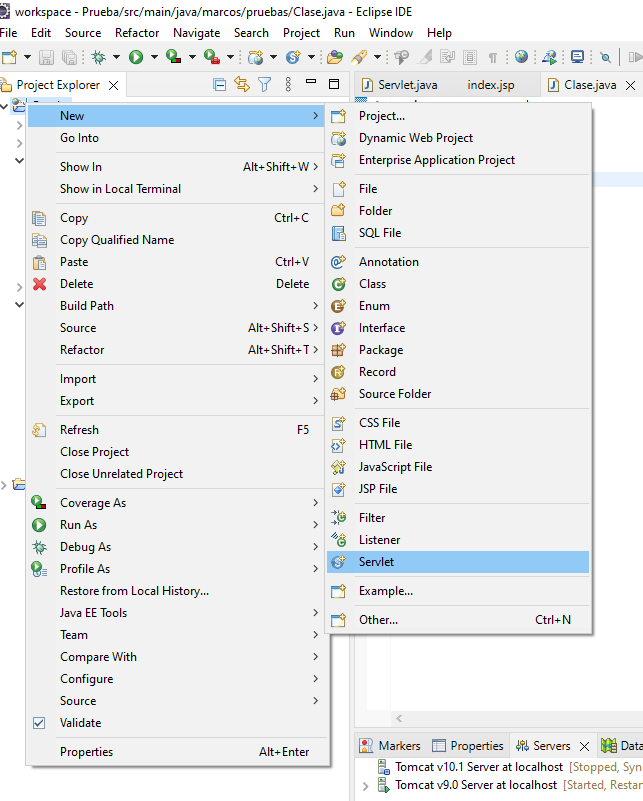 workspace - Prueba/src/main/java/marcos/pruebas/Clase.java - Eclipse IDE
File Edit Source Refactor Navigate Search Project Run Window Help
Project Explorer
Servlet.java index.jsp Clase.java
New
Go Into
Show In Alt+Shift+W >
Show in Local Terminal
Copy Ctrl+C
Copy Qualified Name
Paste Ctrl+V
Delete Delete
Build Path
Source Alt+Shift+S >
Refactor Alt+Shift+T >
Import
Export
Refresh F5
Close Project
Close Unrelated Project
Coverage As
Run As
Debug As
Profile As
Restore from Local History...
Java EE Tools
Team
Compare With
Configure
Source
Validate
Properties Alt+Enter
Project...
Dynamic Web Project
Enterprise Application Project
File
Folder
SQL File
Annotation
Class
Enum
Interface
Package
Record
Source Folder
CSS File
HTML File
JavaScript File
JSP File
Filter
Listener
Servlet
Example...
Other... Ctrl+N
Markers Properties Servers Data
Tomcat v10.1 Server at localhost [Stopped, Syn
Tomcat v9.0 Server at localhost [Started, Restar